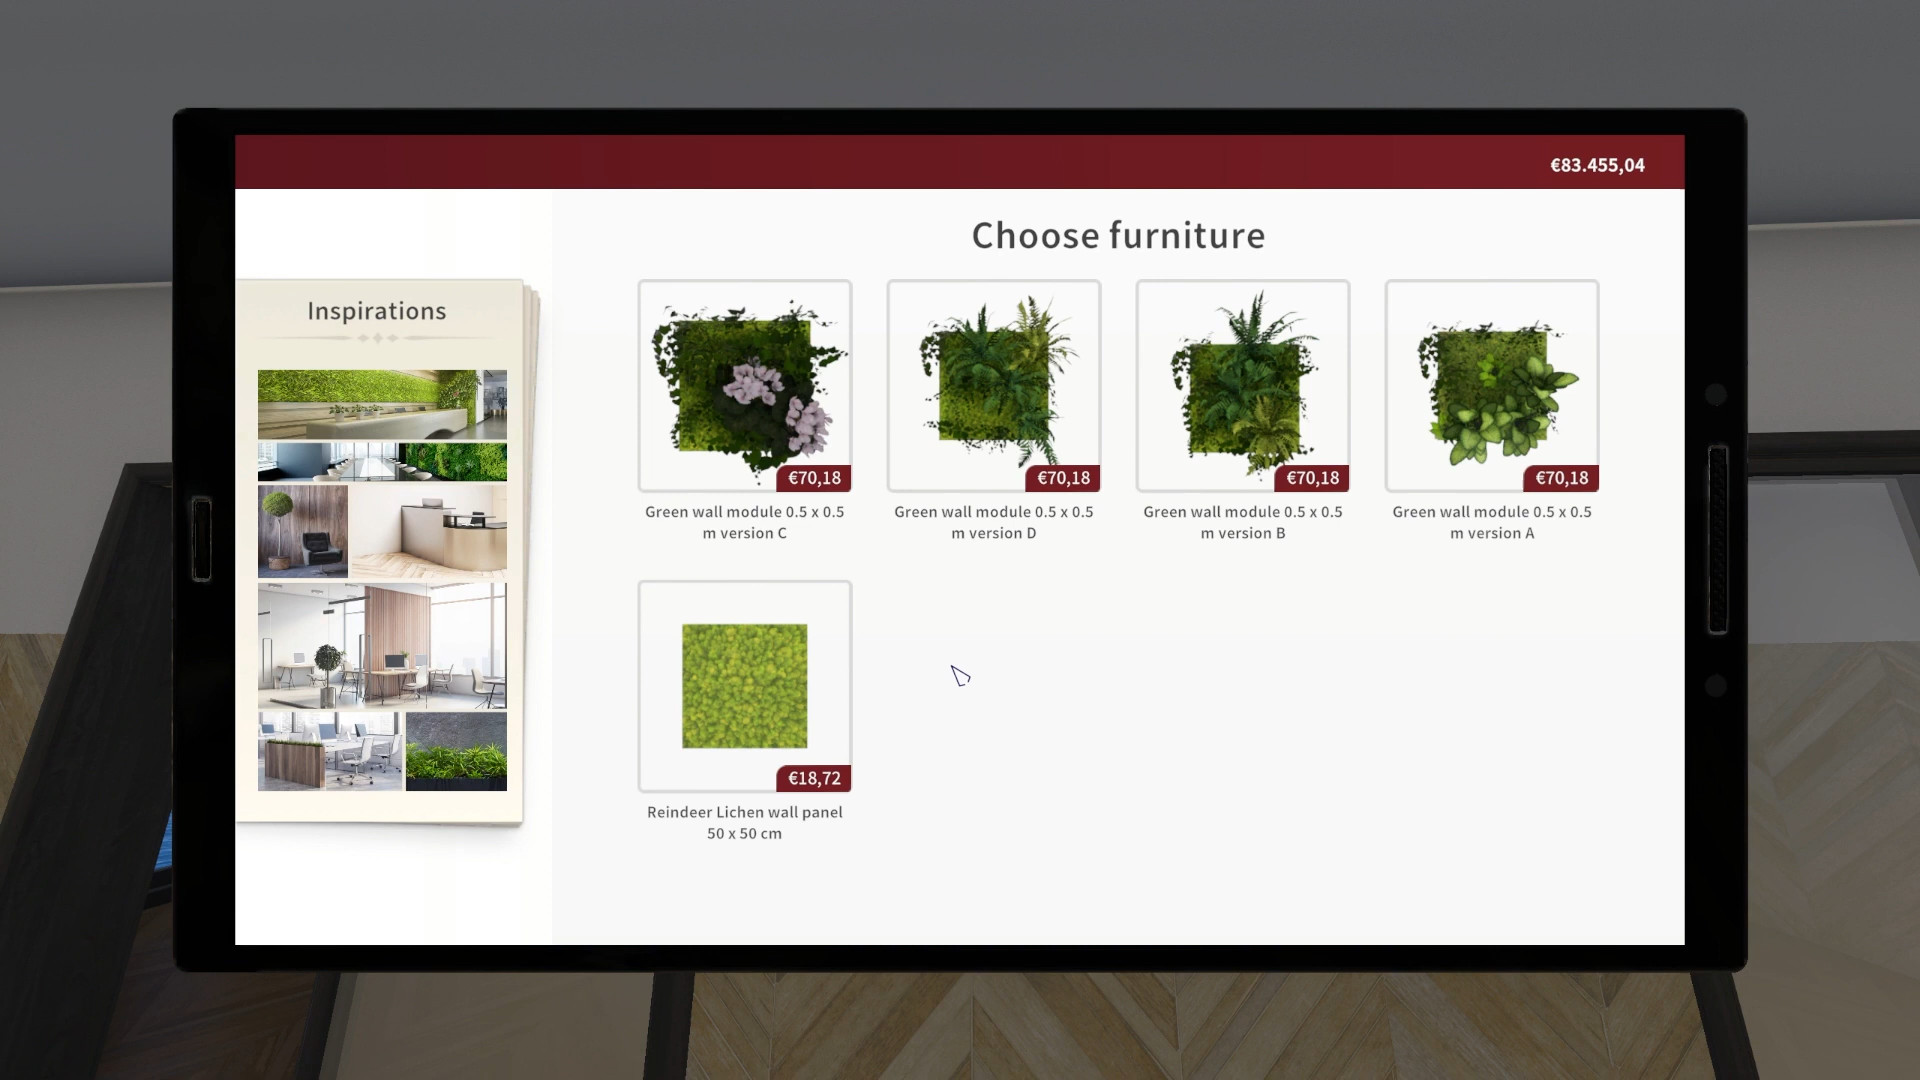 €83.455,04
Inspirations
Choose furniture
€70,18
€70,18
€70,18
€70,18
Green wall module 0.5 x 0.5
m version C
Green wall module 0.5 x 0.5
m version D
Green wall module 0.5 x 0.5
m version B
Green wall module 0.5 x 0.5
m version A
€18,72
Reindeer Lichen wall panel
50 x 50 cm